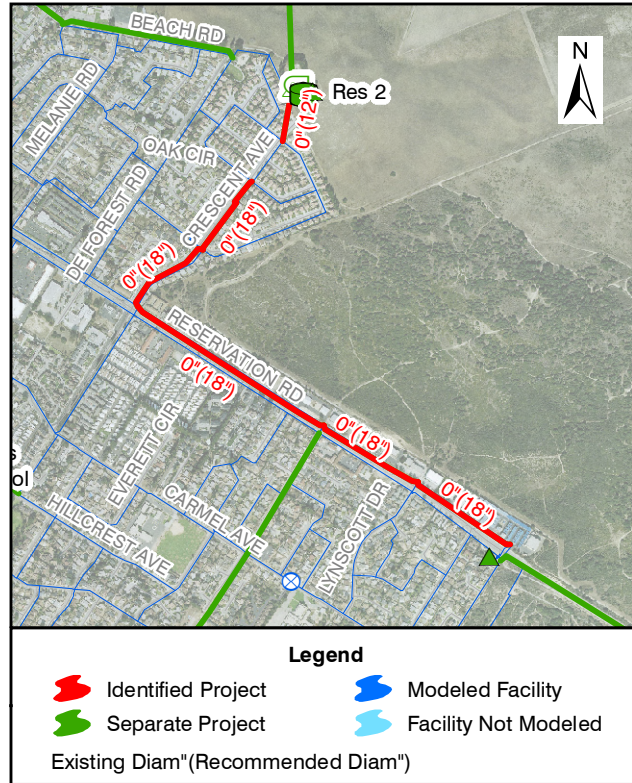 BEACH RD
N
Res 2
0"(12")
MELANIE RD
OAK CIR
CRESCENT AVE
DE FOREST RD
0"(18")
0"(18")
RESERVATION RD
0"(18")
0"(18")
0"(18")
EVERETT CIR
s
ol
CARMEL AVE
LYNSCOTT DR
HILLCREST AVE
Legend
Identified Project
Modeled Facility
Separate Project
Facility Not Modeled
Existing Diam"(Recommended Diam")